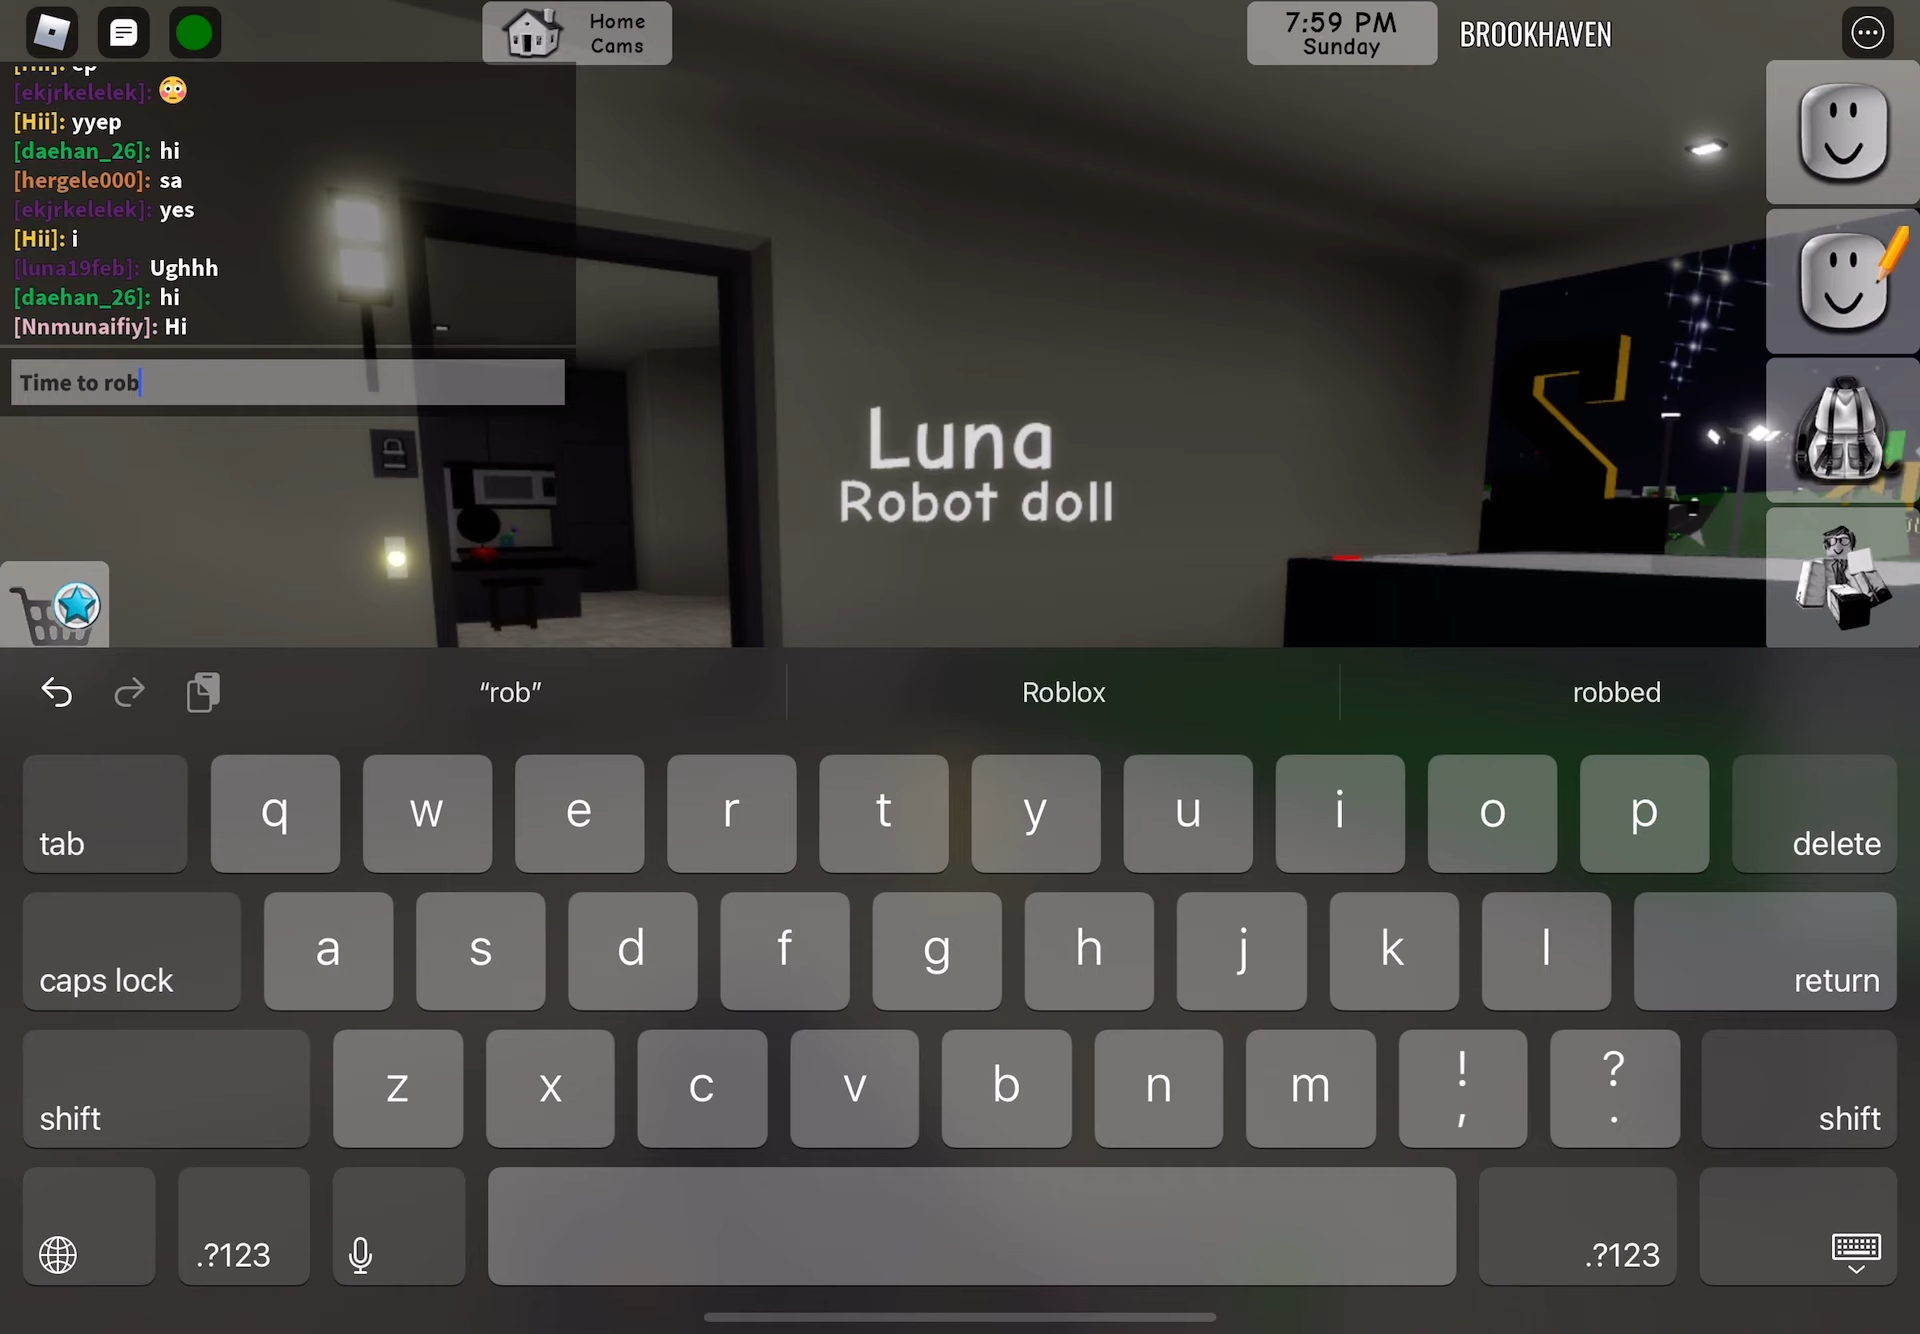 Home
Cams
7:59 PM
Sunday
BROOKHAVEN
[Hii]: ep
[ekjrkelelek]: 😳
[Hii]: yyep
[daehan_26]: hi
[hergele000]: sa
[ekjrkelelek]: yes
[Hii]: i
[luna19feb]: Ughhh
[daehan_26]: hi
[Nnmunaifiy]: Hi
Time to rob
Luna
Robot doll
“rob” Roblox robbed
tab q w e r t y u i o p delete
caps lock a s d f g h j k l return
shift z x c v b n m ! , ? . shift
.?123 .?123